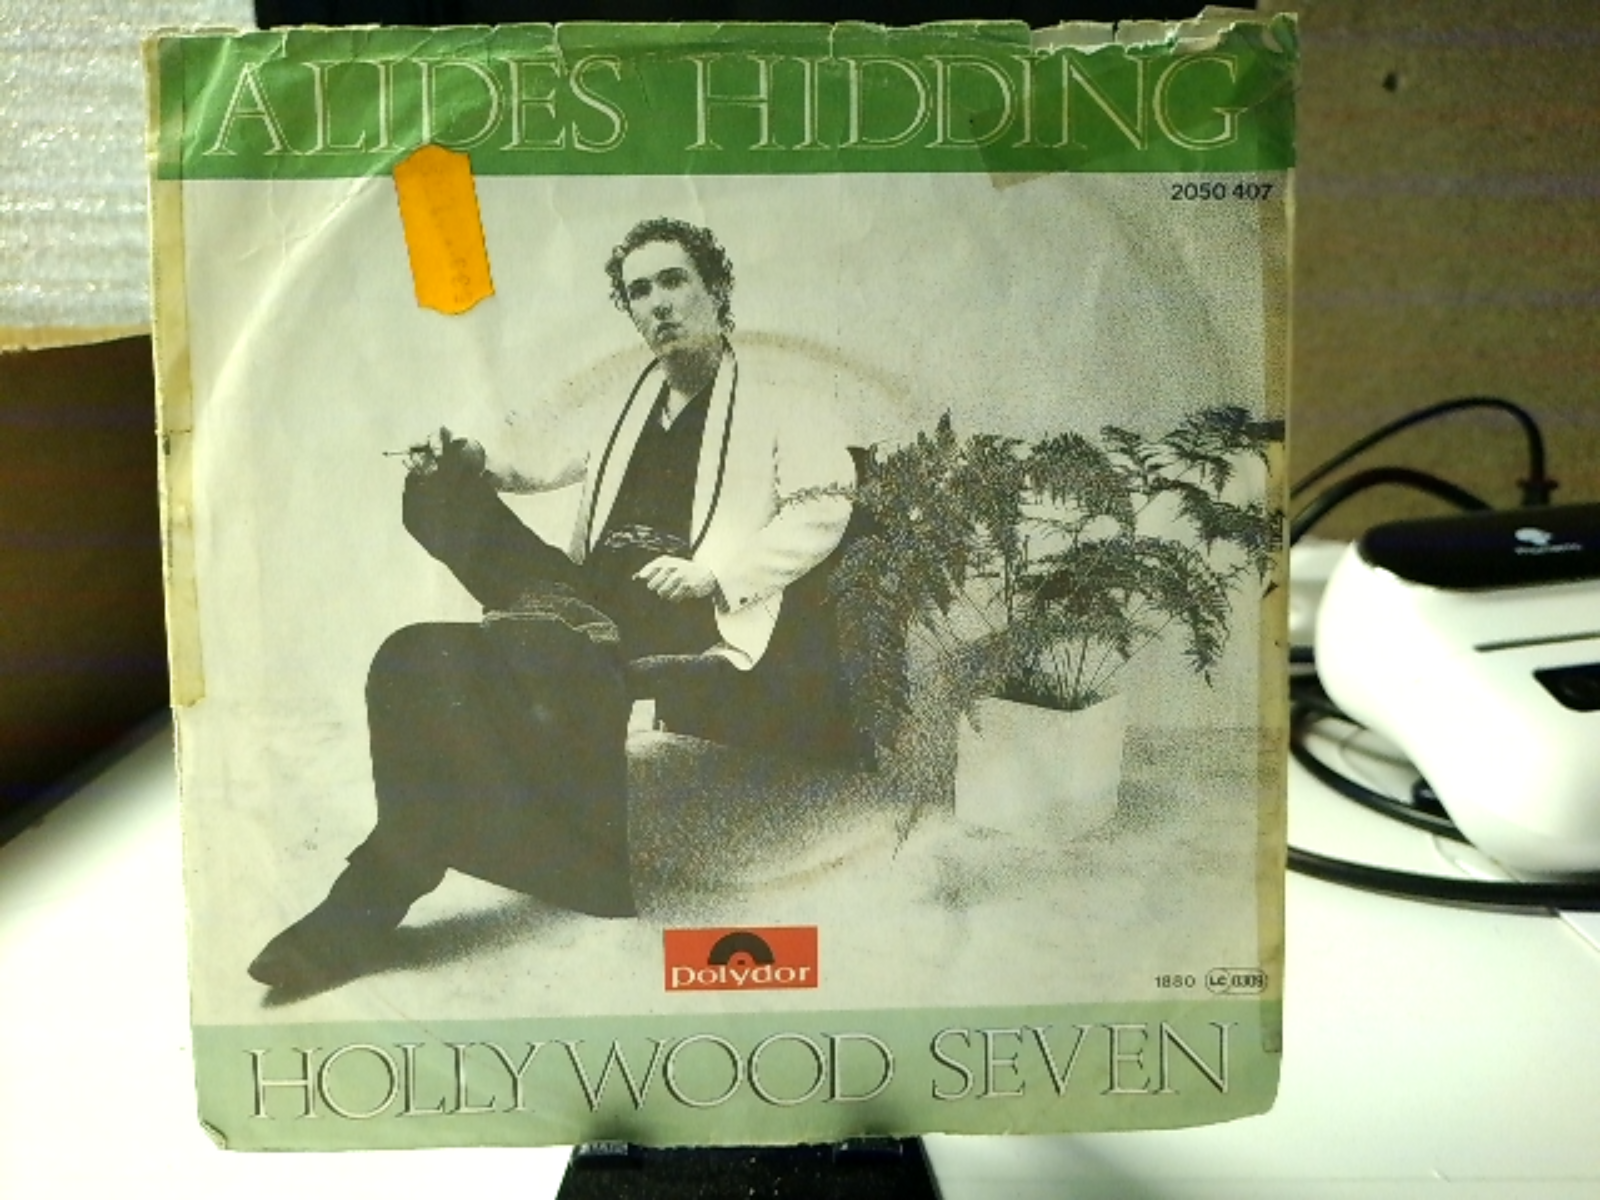 ALIDES HIDDING
2050 407
polydor
1880 LC 0309
HOLLYWOOD SEVEN